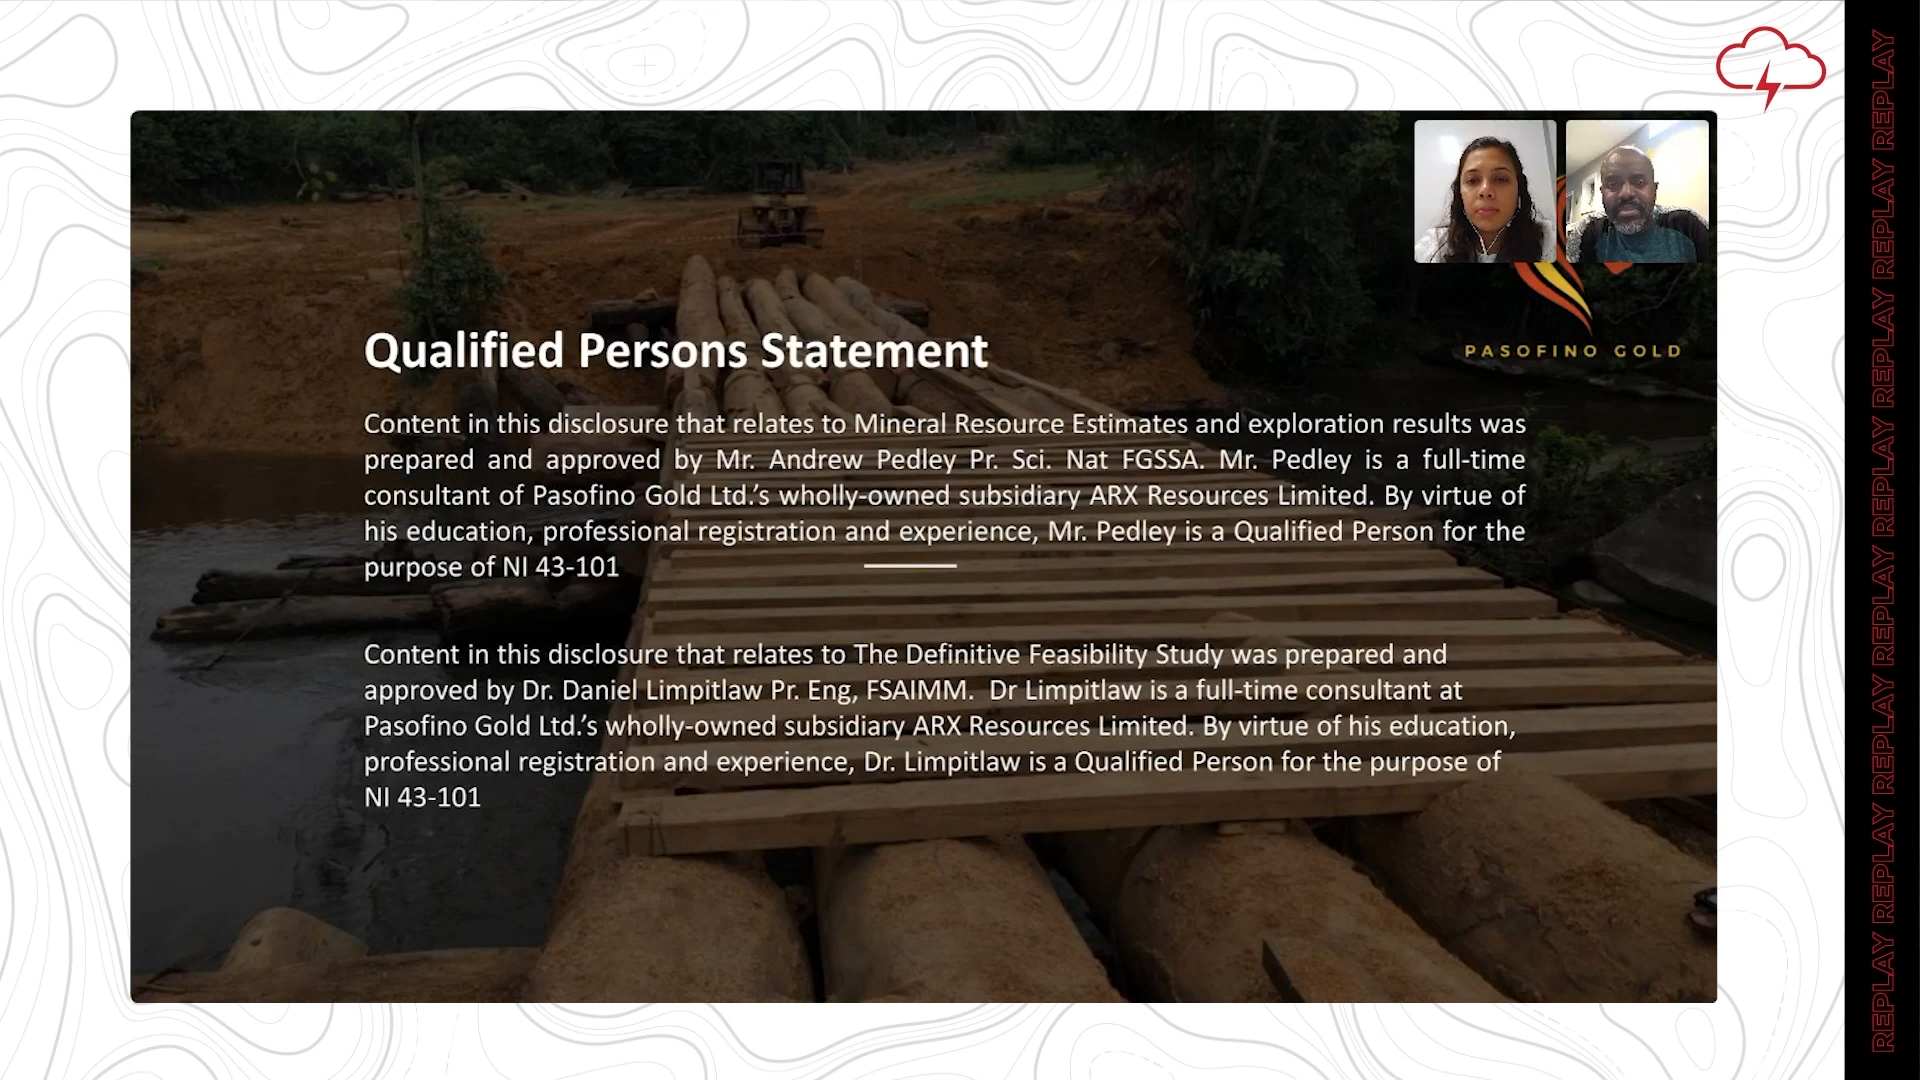 PASOFINO GOLD
Qualified Persons Statement
Content in this disclosure that relates to Mineral Resource Estimates and exploration results was
prepared and approved by Mr. Andrew Pedley Pr. Sci. Nat FGSSA. Mr. Pedley is a full-time
consultant of Pasofino Gold Ltd.’s wholly-owned subsidiary ARX Resources Limited. By virtue of
his education, professional registration and experience, Mr. Pedley is a Qualified Person for the
purpose of NI 43-101
Content in this disclosure that relates to The Definitive Feasibility Study was prepared and
approved by Dr. Daniel Limpitlaw Pr. Eng, FSAIMM.  Dr Limpitlaw is a full-time consultant at
Pasofino Gold Ltd.’s wholly-owned subsidiary ARX Resources Limited. By virtue of his education,
professional registration and experience, Dr. Limpitlaw is a Qualified Person for the purpose of
NI 43-101
REPLAY REPLAY REPLAY REPLAY REPLAY REPLAY REPLAY REPLAY REPLAY REPLAY REPLAY REPLAY REPLAY REPLAY